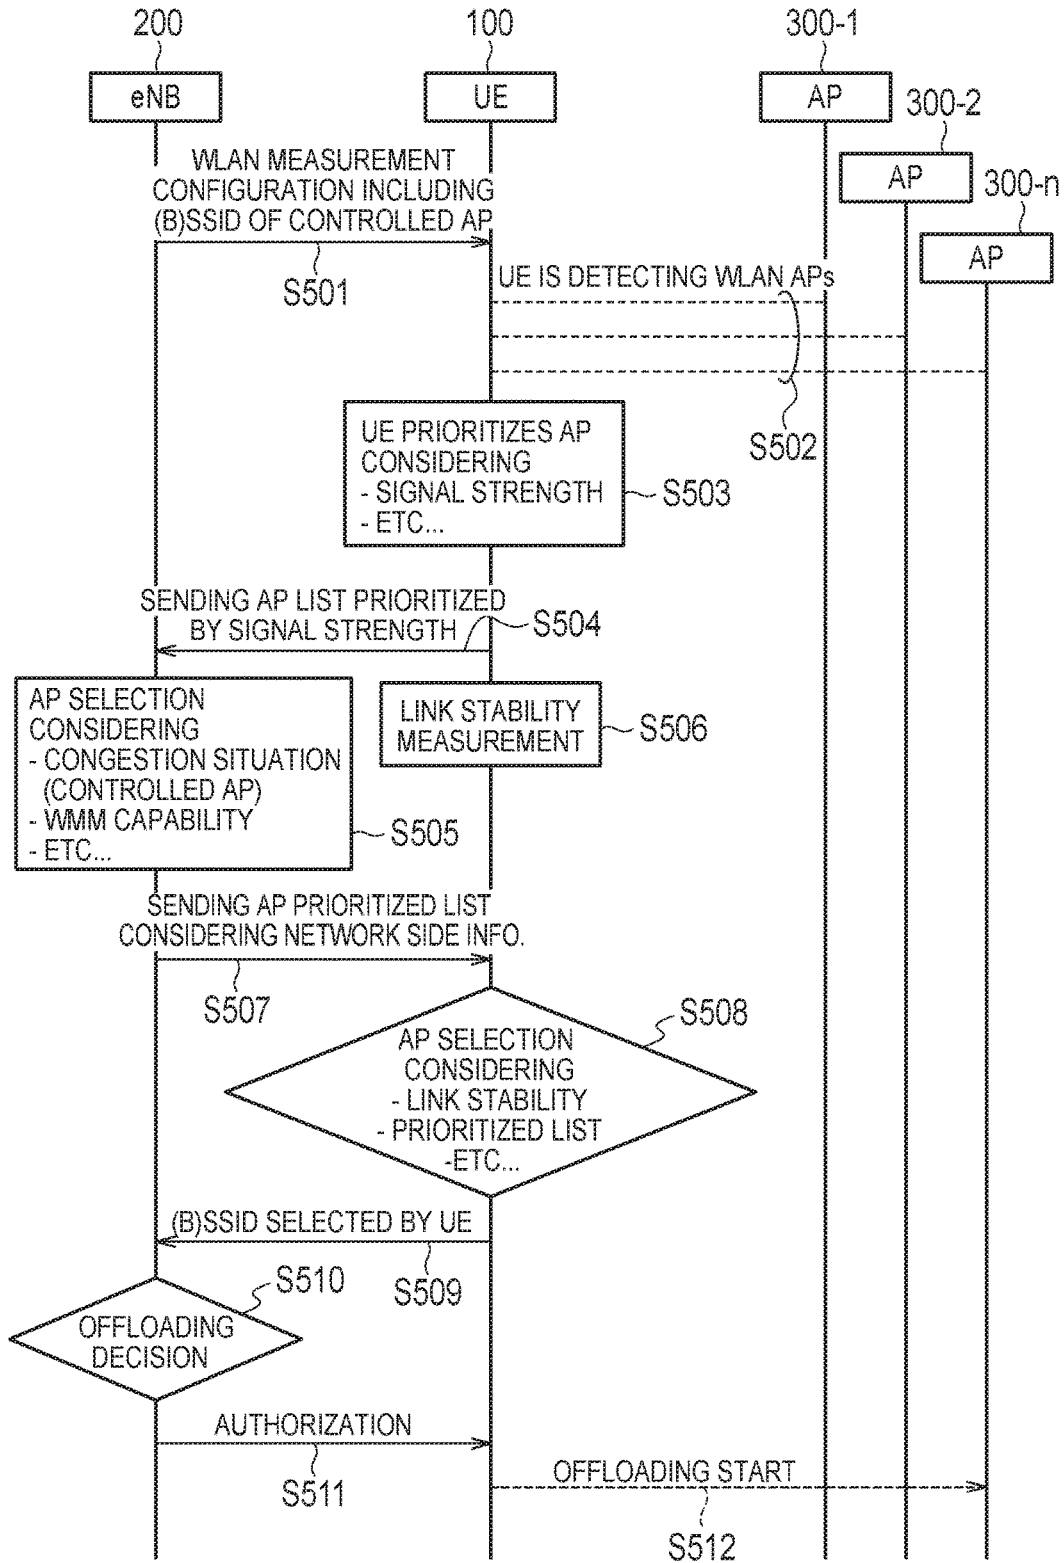 200
100
300-1
eNB
UE
AP
300-2
AP
300-n
AP
WLAN MEASUREMENT
CONFIGURATION INCLUDING
(B)SSID OF CONTROLLED AP
S501
UE IS DETECTING WLAN APs
S502
UE PRIORITIZES AP
CONSIDERING
- SIGNAL STRENGTH
- ETC...
S503
SENDING AP LIST PRIORITIZED
BY SIGNAL STRENGTH
S504
AP SELECTION
CONSIDERING
- CONGESTION SITUATION
(CONTROLLED AP)
- WMM CAPABILITY
- ETC...
S505
LINK STABILITY
MEASUREMENT
S506
SENDING AP PRIORITIZED LIST
CONSIDERING NETWORK SIDE INFO.
S507
AP SELECTION
CONSIDERING
- LINK STABILITY
- PRIORITIZED LIST
-ETC...
S508
(B)SSID SELECTED BY UE
S509
OFFLOADING
DECISION
S510
AUTHORIZATION
S511
OFFLOADING START
S512